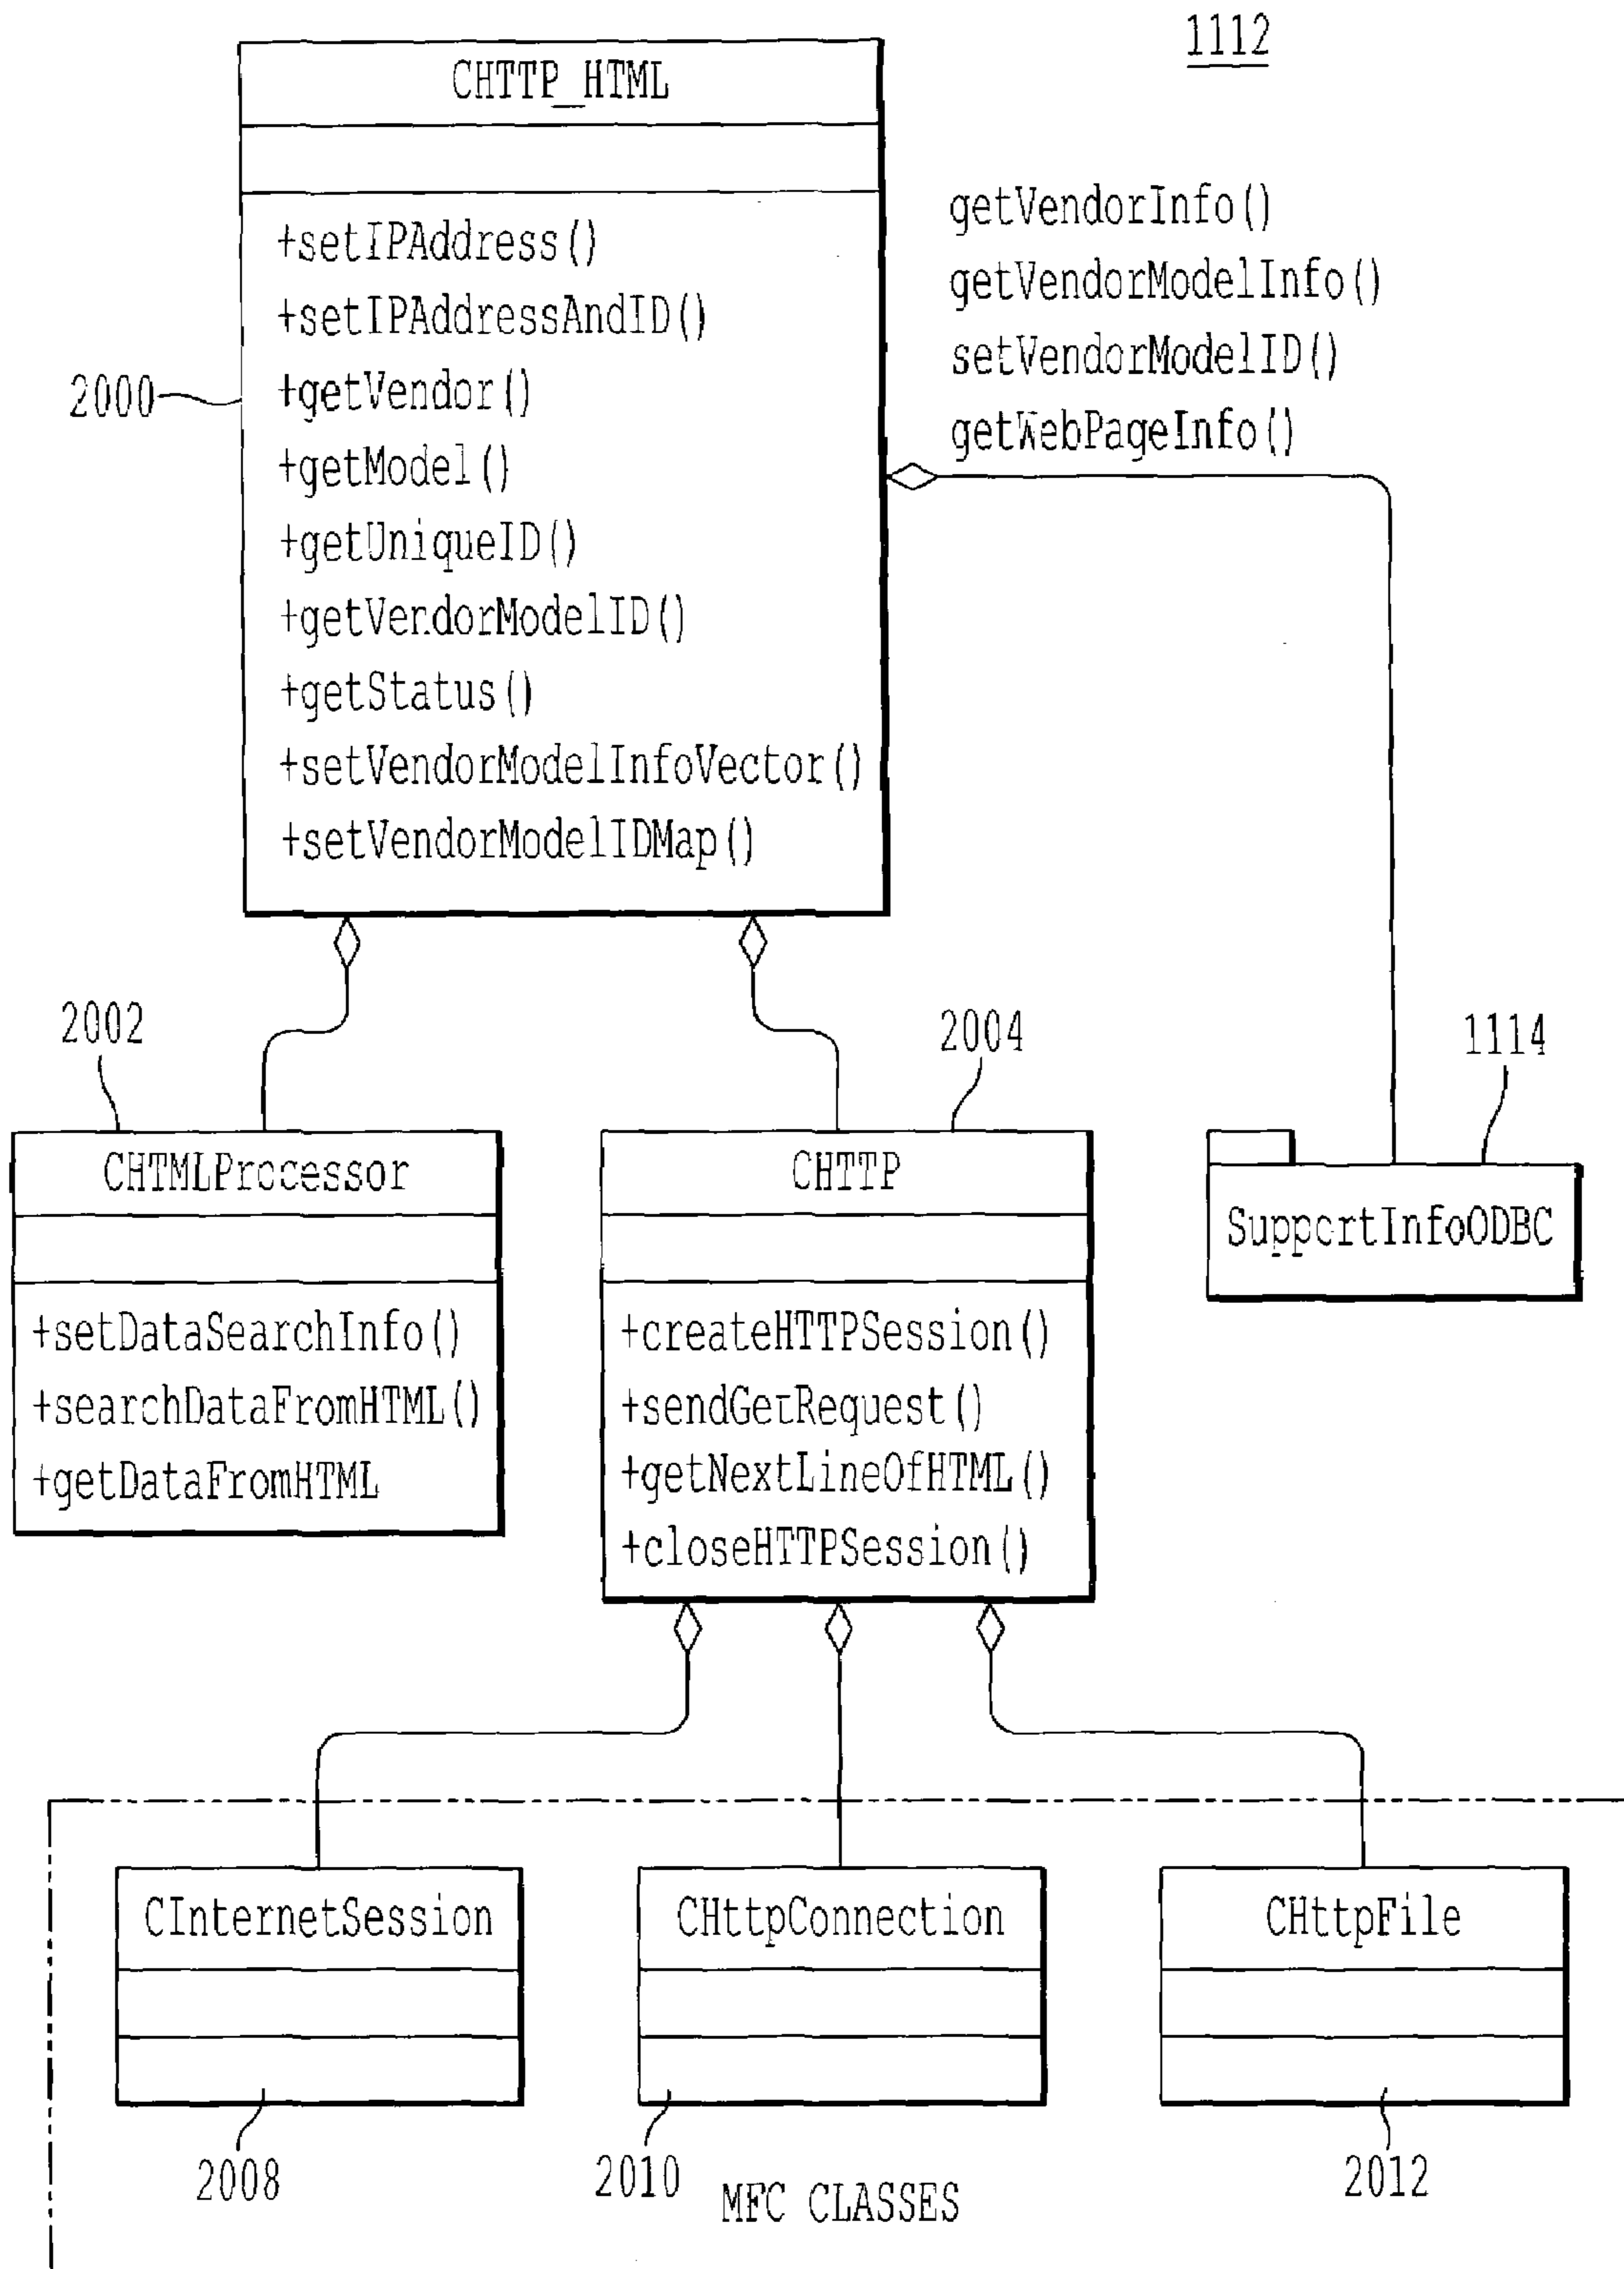 1112
CHTTP_HTML
+setIPAddress()
+setIPAddressAndID()
+getVendor()
+getModel()
+getUniqueID()
+getVendorModelID()
+getStatus()
+setVendorModelInfoVector()
+setVendorModelIDMap()
2000
getVendorInfo()
getVendorModelInfo()
setVendorModelID()
getWebPageInfo()
2002
2004
1114
CHTMLProcessor
+setDataSearchInfo()
+searchDataFromHTML()
+getDataFromHTML
CHTTP
+createHTTPSession()
+sendGetRequest()
+getNextLineOfHTML()
+closeHTTPSession()
SupportInfoODBC
CInternetSession
CHttpConnection
CHttpFile
2008
2010
2012
MFC CLASSES